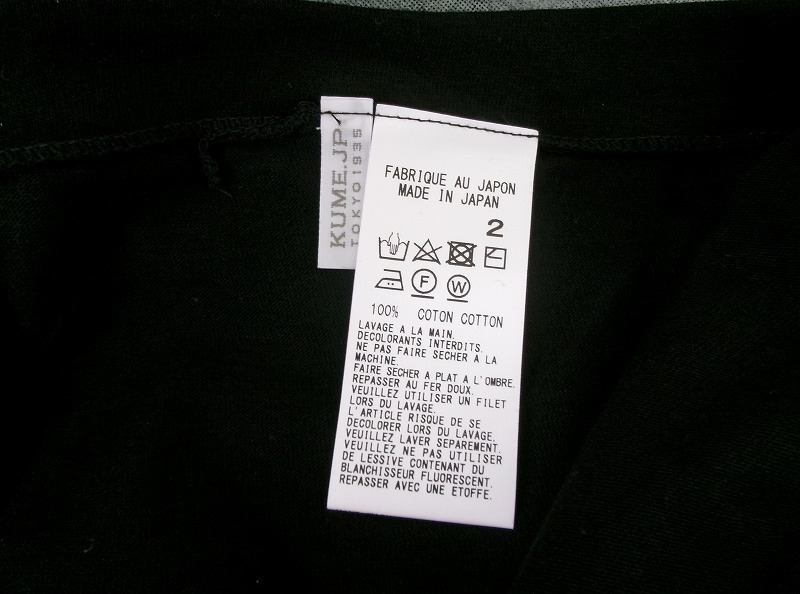 KUME.JP
TOKYO1935
FABRIQUE AU JAPON
MADE IN JAPAN
2
F W
100% COTON COTTON
LAVAGE A LA MAIN.
DECOLORANTS INTERDITS.
NE PAS FAIRE SECHER A LA
MACHINE.
FAIRE SECHER A PLAT A L'OMBRE.
REPASSER AU FER DOUX.
VEUILLEZ UTILISER UN FILET
LORS DU LAVAGE.
L'ARTICLE RISQUE DE SE
DECOLORER LORS DU LAVAGE.
VEUILLEZ LAVER SEPAREMENT.
VEUILLEZ NE PAS UTILISER
DE LESSIVE CONTENANT DU
BLANCHISSEUR FLUORESCENT.
REPASSER AVEC UNE ETOFFE.